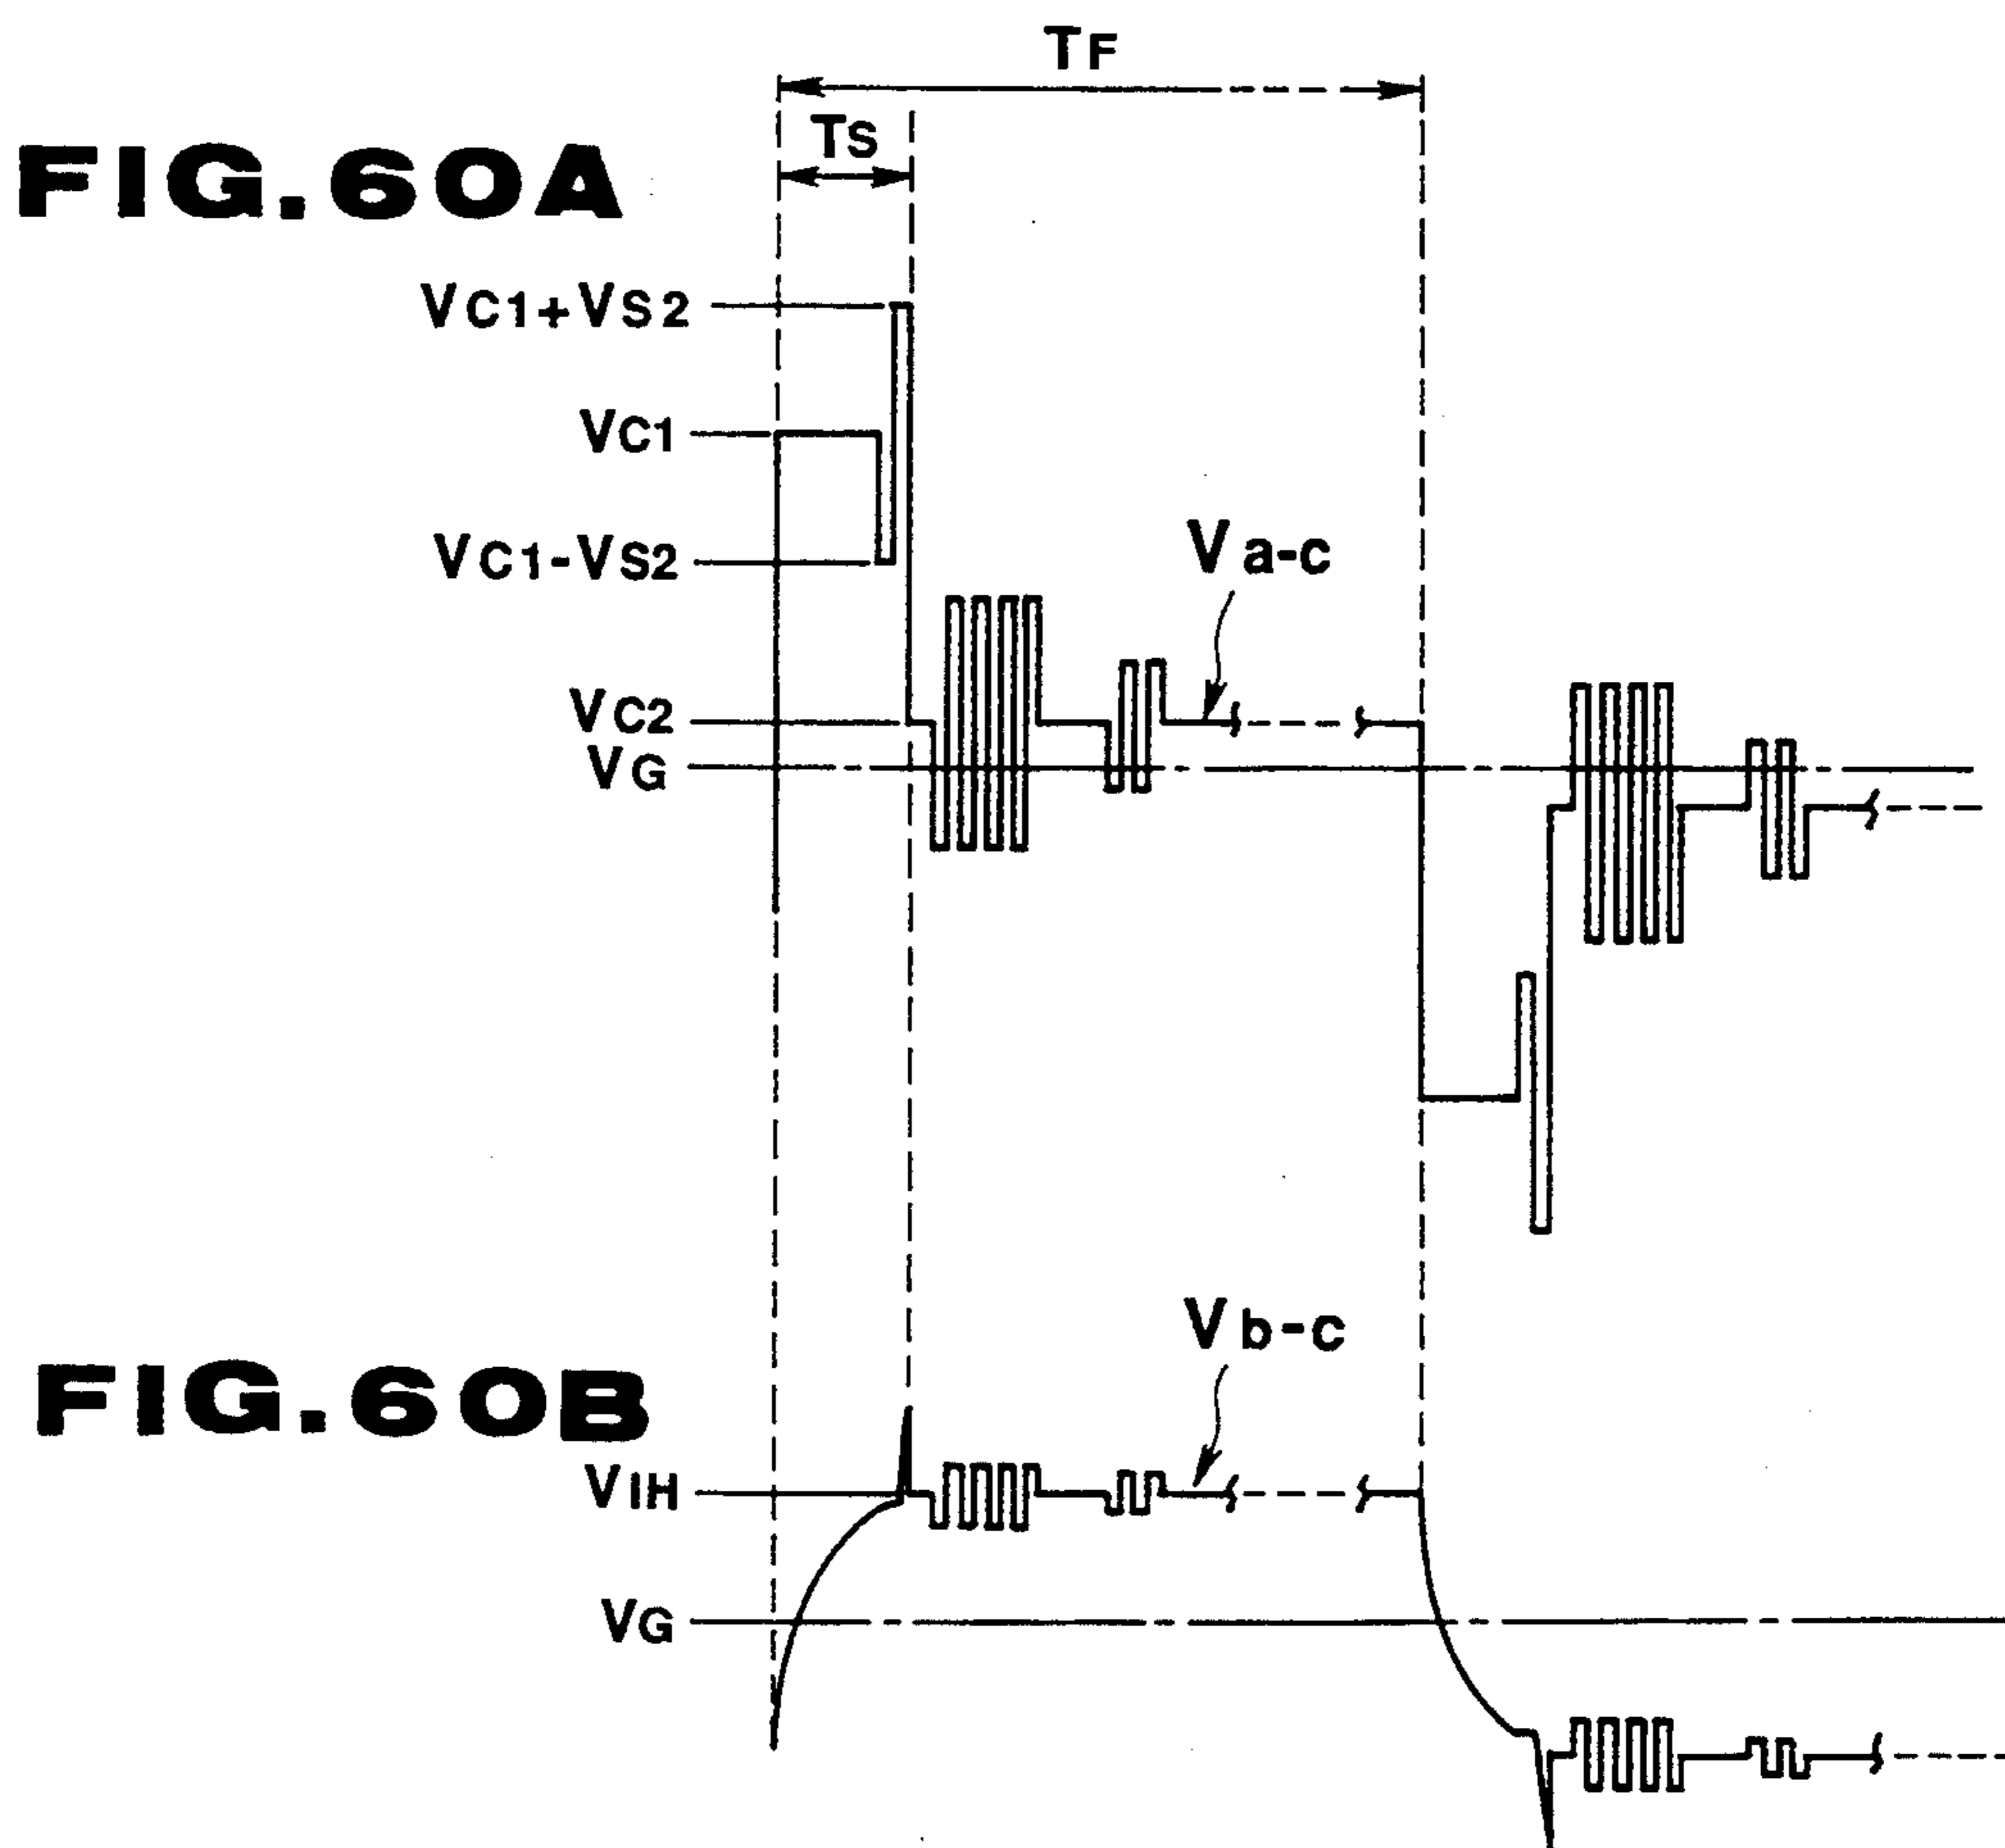 TF
FIG.60A
TS
VC1+VS2
VC1
VC1-VS2
Va-c
VC2
VG
Vb-c
FIG.60B
VIH
VG